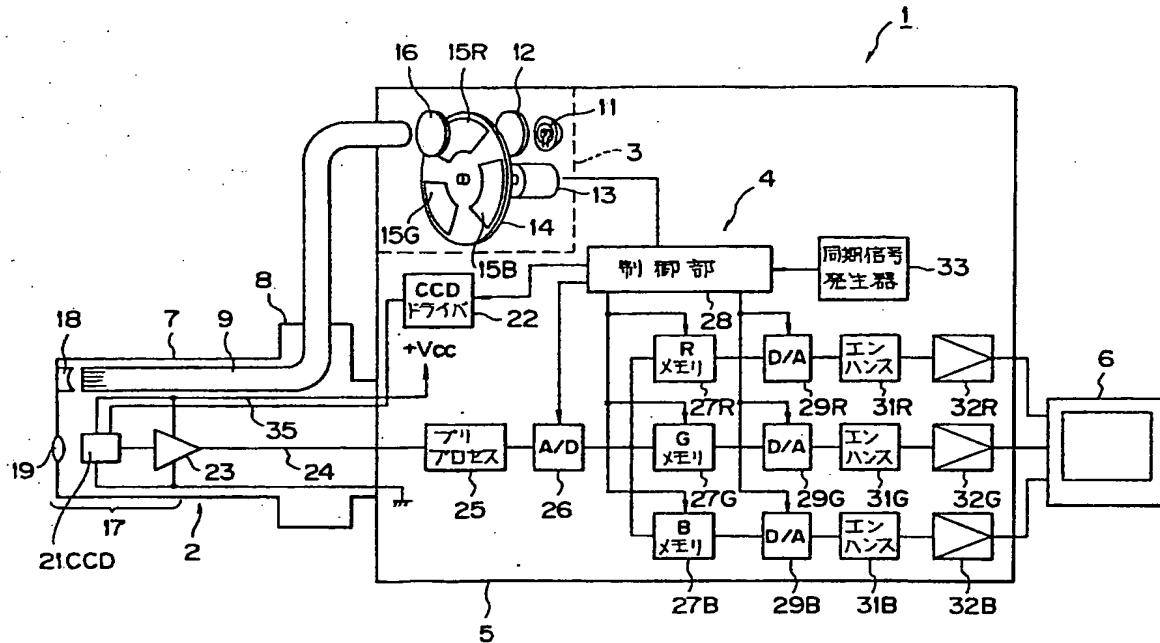 1
16
15R
12
11
3
13
15G
15B
14
4
制御部
28
同期信号
発生器
33
CCD
ドライバ
22
+Vcc
8
18
7
9
35
19
23
24
21.CCD
17
2
プリ
プロセス
25
A/D
26
R
メモリ
27R
D/A
29R
エン
ハンス
31R
32R
G
メモリ
27G
D/A
29G
エン
ハンス
31G
32G
B
メモリ
27B
D/A
29B
エン
ハンス
31B
32B
6
5